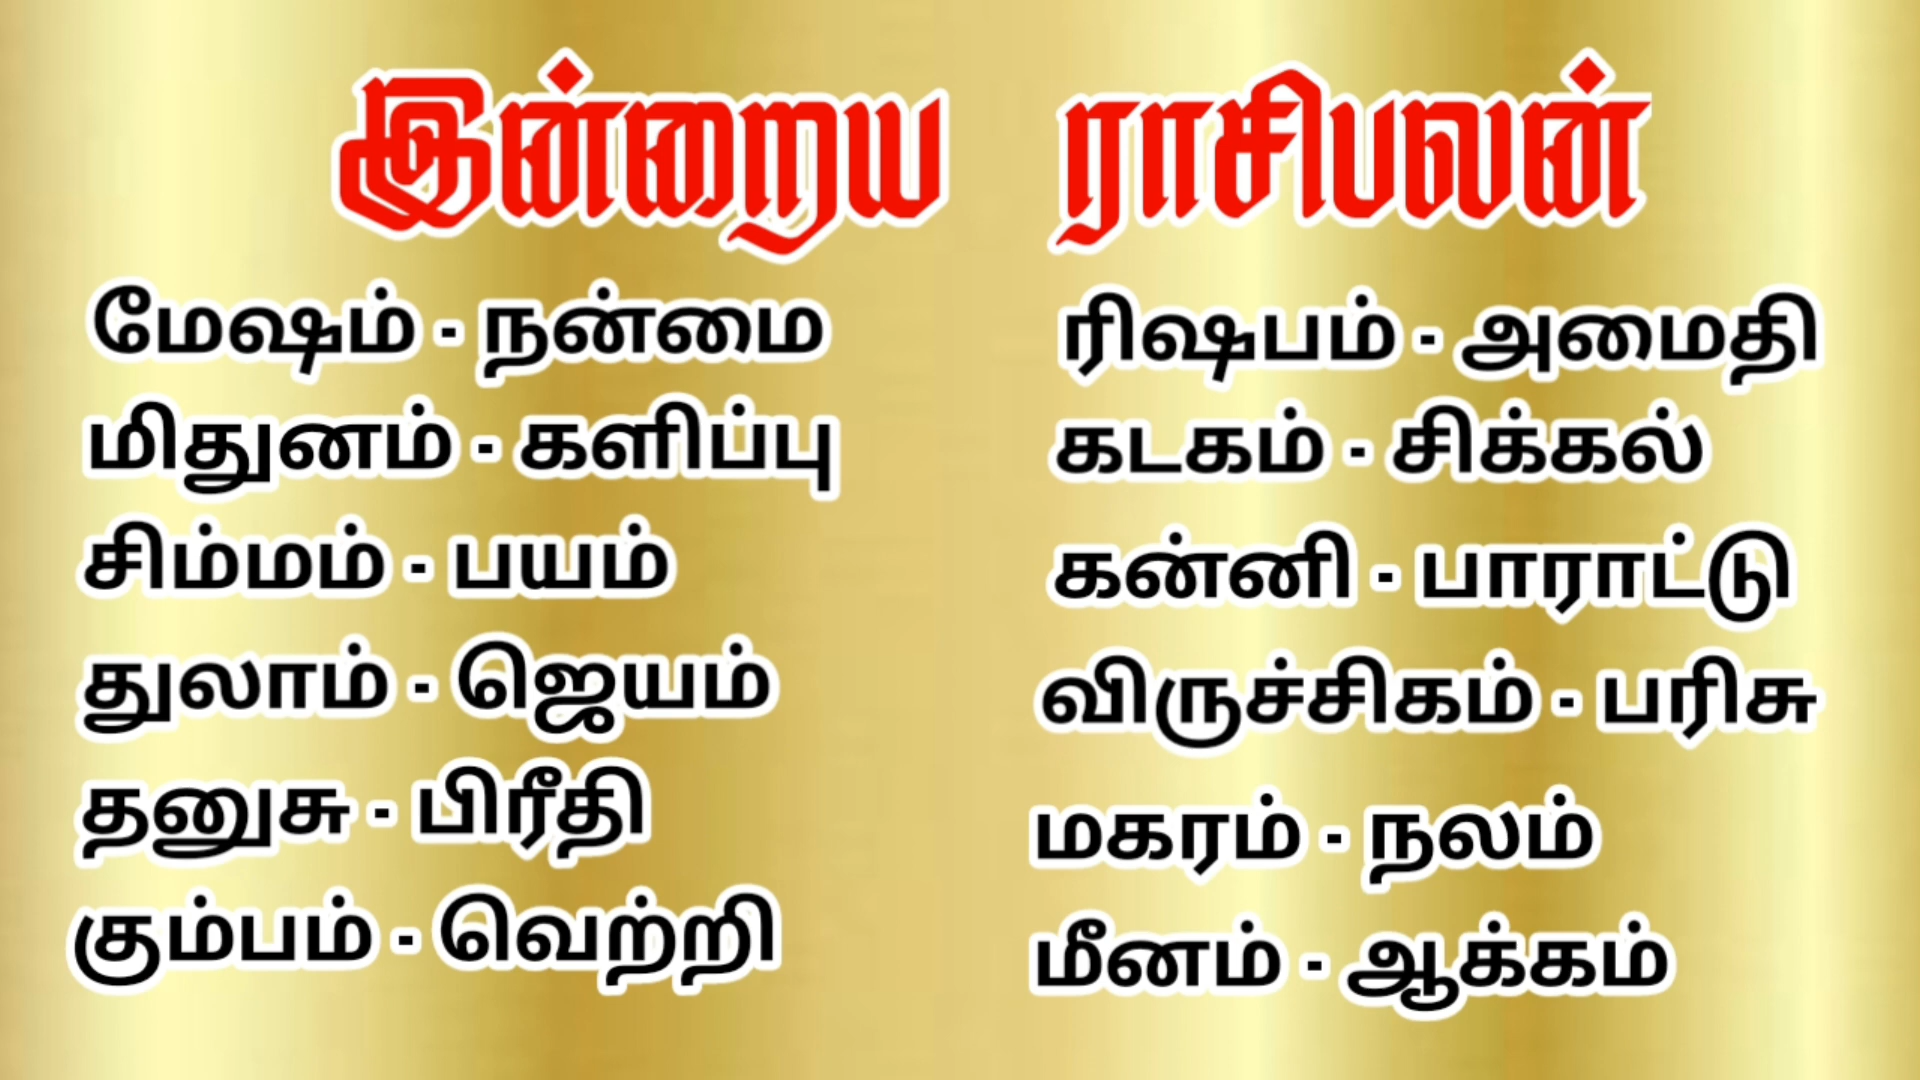 இன்றைய ராசிபலன்
மேஷம் - நன்மை
ரிஷபம் - அமைதி
மிதுனம் - களிப்பு
கடகம் - சிக்கல்
சிம்மம் - பயம்
கன்னி - பாராட்டு
துலாம் - ஜெயம்
விருச்சிகம் - பரிசு
தனுசு - பிரீதி
மகரம் - நலம்
கும்பம் - வெற்றி
மீனம் - ஆக்கம்